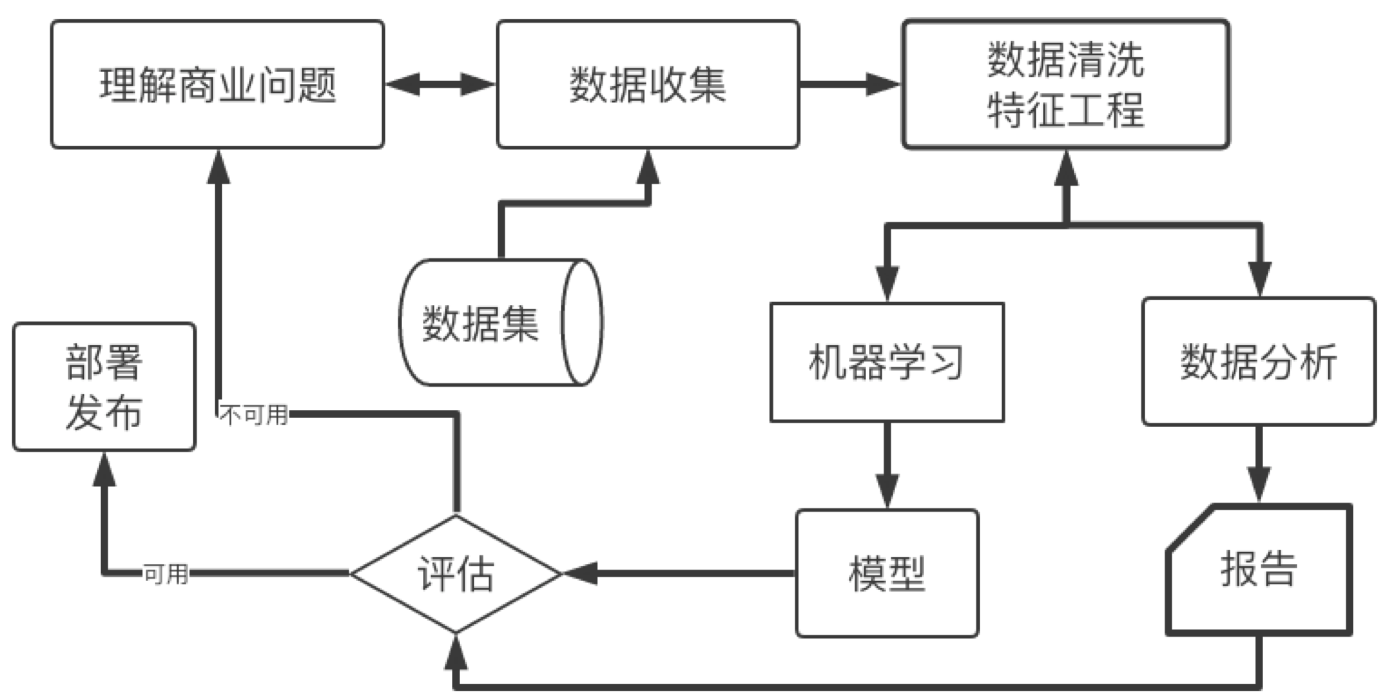 理解商业问题
数据收集
数据清洗
特征工程
数据集
部署
发布
机器学习
数据分析
不可用
可用
评估
模型
报告